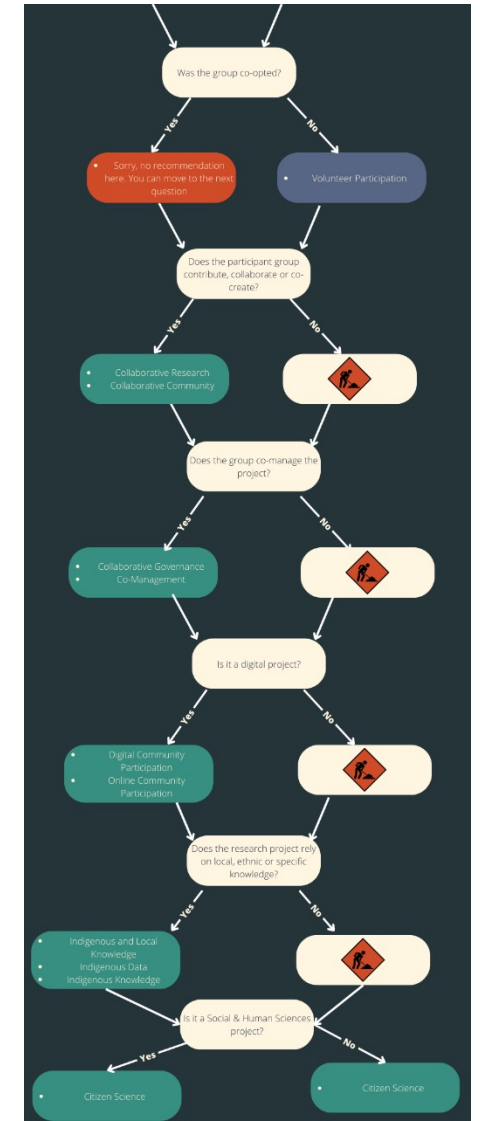 Was the group co-opted?
Yes
No
Sorry, no recommendation
here. You can move to the next
question
Volunteer Participation
Does the participant group
contribute, collaborate or co-
create?
Yes
No
Collaborative Research
Collaborative Community
Does the group co-manage the
project?
Yes
No
Collaborative Governance
Co-Management
Is it a digital project?
Yes
No
Digital Community
Participation
Online Community
Participation
Does the research project rely
on local, ethnic or specific
knowledge?
Yes
No
Indigenous and Local
Knowledge
Indigenous Data
Indigenous Knowledge
Is it a Social & Human Sciences
project?
Yes
No
Citizen Science
Citizen Science